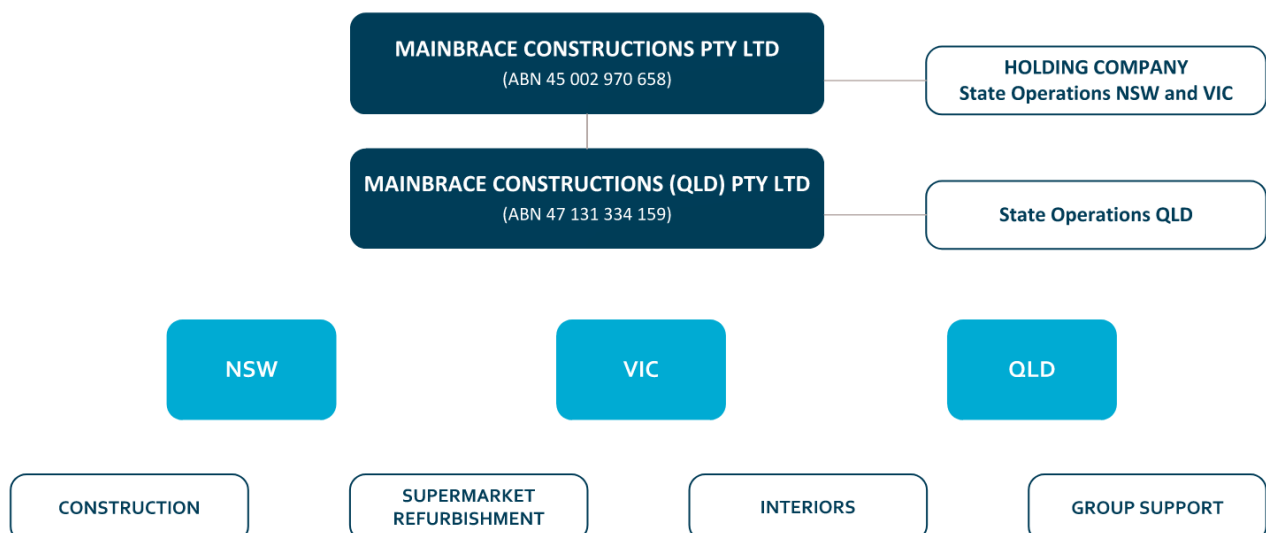 MAINBRACE CONSTRUCTIONS PTY LTD
(ABN 45 002 970 658)
HOLDING COMPANY
State Operations NSW and VIC
MAINBRACE CONSTRUCTIONS (QLD) PTY LTD
(ABN 47 131 334 159)
State Operations QLD
NSW
VIC
QLD
CONSTRUCTION
SUPERMARKET
REFURBISHMENT
INTERIORS
GROUP SUPPORT